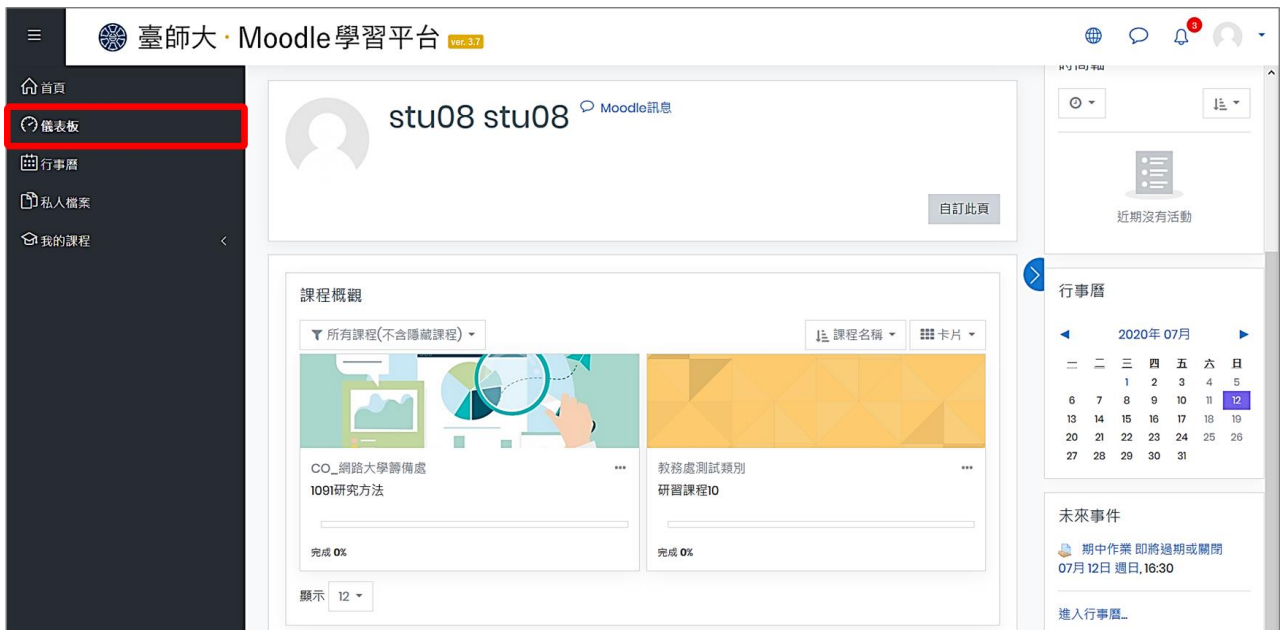 臺師大·Moodle學習平台 ver. 3.7
3
首頁
儀表板
行事曆
私人檔案
我的課程
stu08 stu08 Moodle訊息
自訂此頁
課程概觀
所有課程(不含隱藏課程)
課程名稱
卡片
CO_網路大學籌備處 ...
1091研究方法
完成 0%
教務處測試類別 ...
研習課程10
完成 0%
顯示 12
時間軸
近期沒有活動
行事曆
2020年 07月
一 二 三 四 五 六 日
1 2 3 4 5
6 7 8 9 10 11 12
13 14 15 16 17 18 19
20 21 22 23 24 25 26
27 28 29 30 31
未來事件
期中作業 即將過期或關閉
07月 12日 週日, 16:30
進入行事曆...